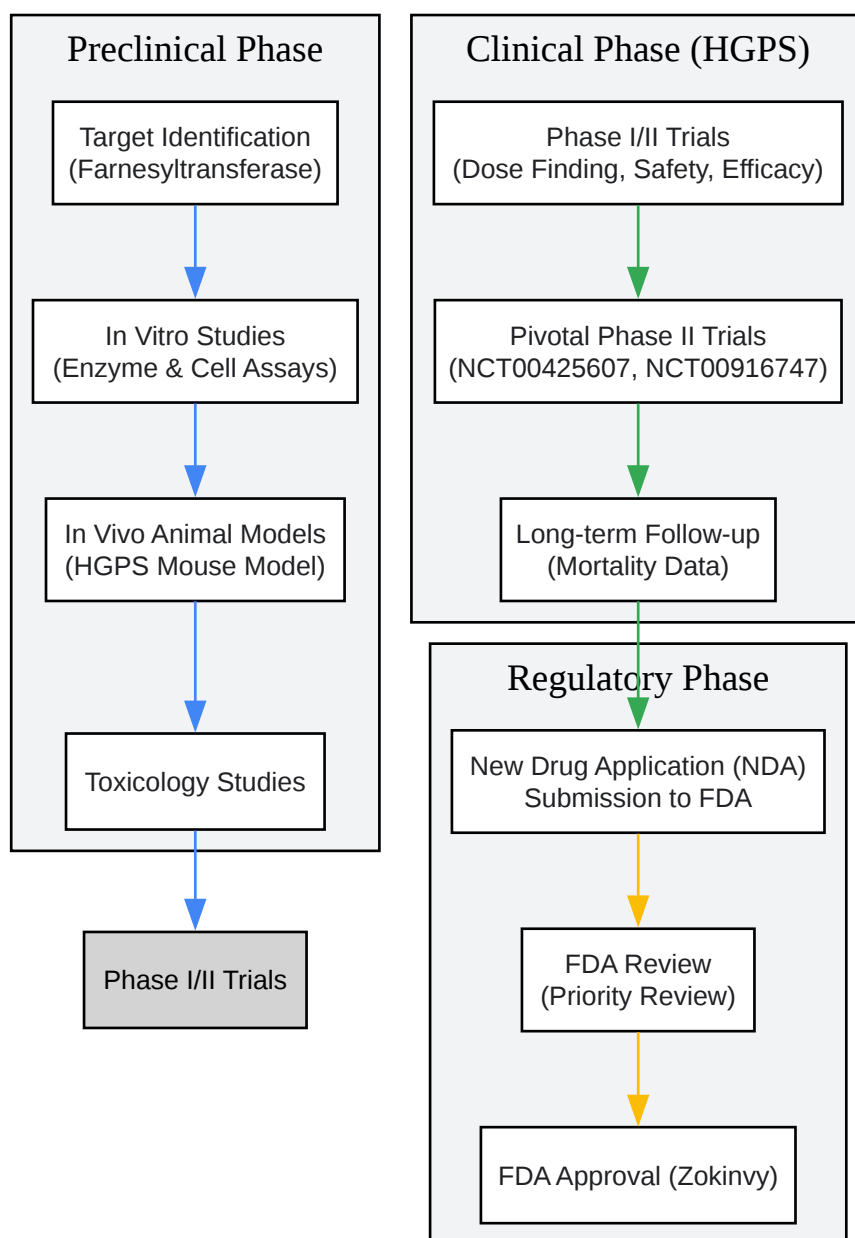 Preclinical Phase
Target Identification
(Farnesyltransferase)
In Vitro Studies
(Enzyme & Cell Assays)
In Vivo Animal Models
(HGPS Mouse Model)
Toxicology Studies
Phase I/II Trials
Clinical Phase (HGPS)
Phase I/II Trials
(Dose Finding, Safety, Efficacy)
Pivotal Phase II Trials
(NCT00425607, NCT00916747)
Long-term Follow-up
(Mortality Data)
Regulatory Phase
New Drug Application (NDA)
Submission to FDA
FDA Review
(Priority Review)
FDA Approval (Zokinvy)